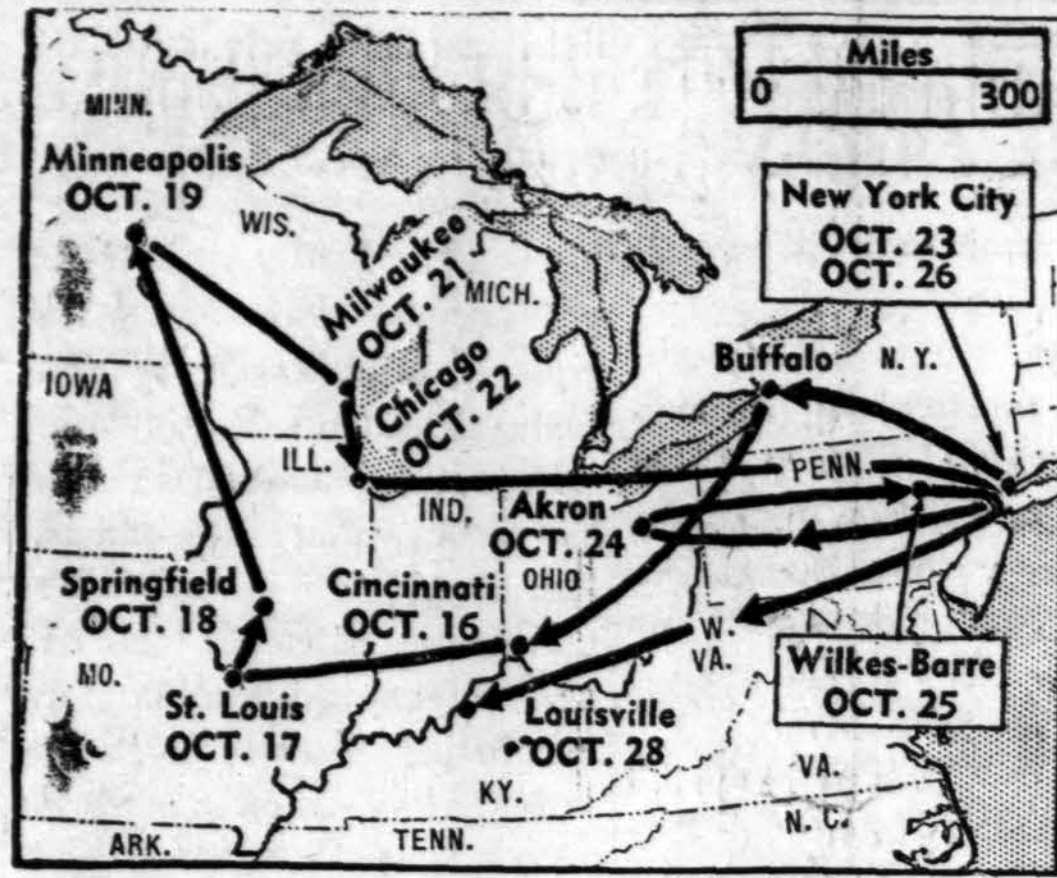 Miles
0 300
MINN.
Minneapolis
OCT. 19
WIS.
Milwaukee
OCT. 21
MICH.
New York City
OCT. 23
OCT. 26
Chicago
OCT. 22
Buffalo
N. Y.
IOWA
ILL.
IND.
PENN.
Akron
OCT. 24
OHIO
Springfield
OCT. 18
Cincinnati
OCT. 16
W.
VA.
MO.
St. Louis
OCT. 17
Louisville
OCT. 28
Wilkes-Barre
OCT. 25
KY.
VA.
ARK.
TENN.
N. C.